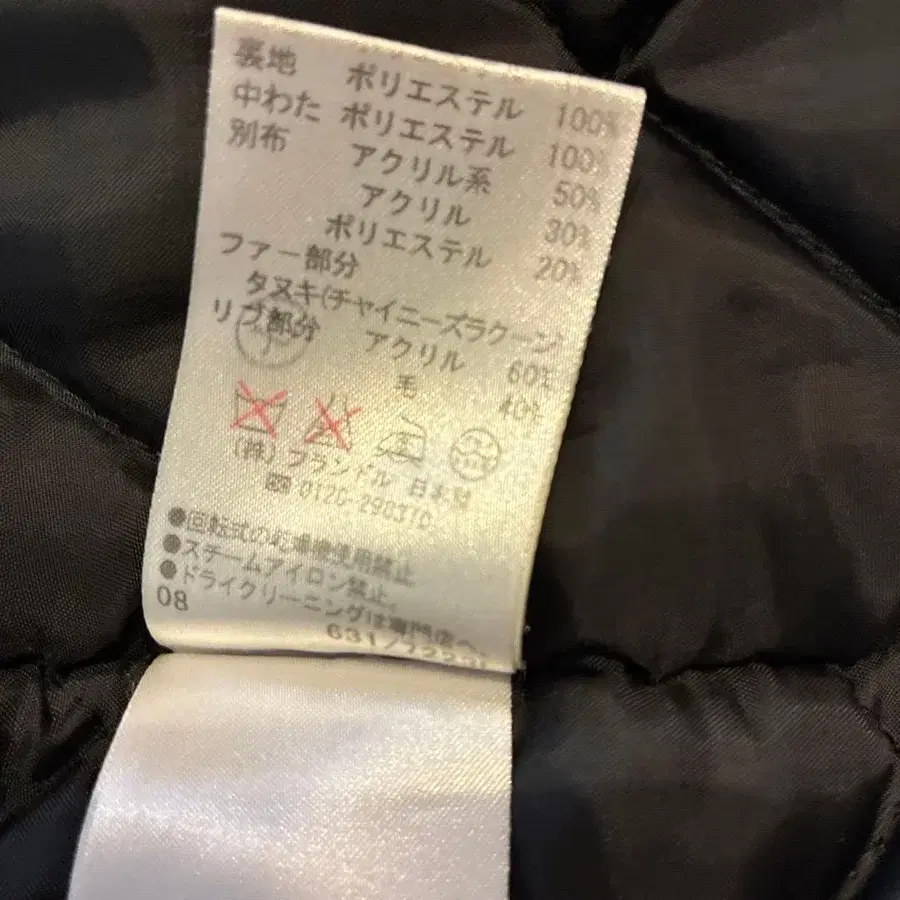 裏地 ポリエステル 100%
中わた ポリエステル 100%
別布 アクリル系 50%
アクリル 30%
ポリエステル 20%
ファー部分
タヌキ(チャイニーズラクーン)
リブ部分 アクリル 60%
毛 40%
(株) フランドル 日本製
0120-290370
●回転式の乾燥機使用禁止
●スチームアイロン禁止.
●ドライクリーニングは専門店へ
08
631/